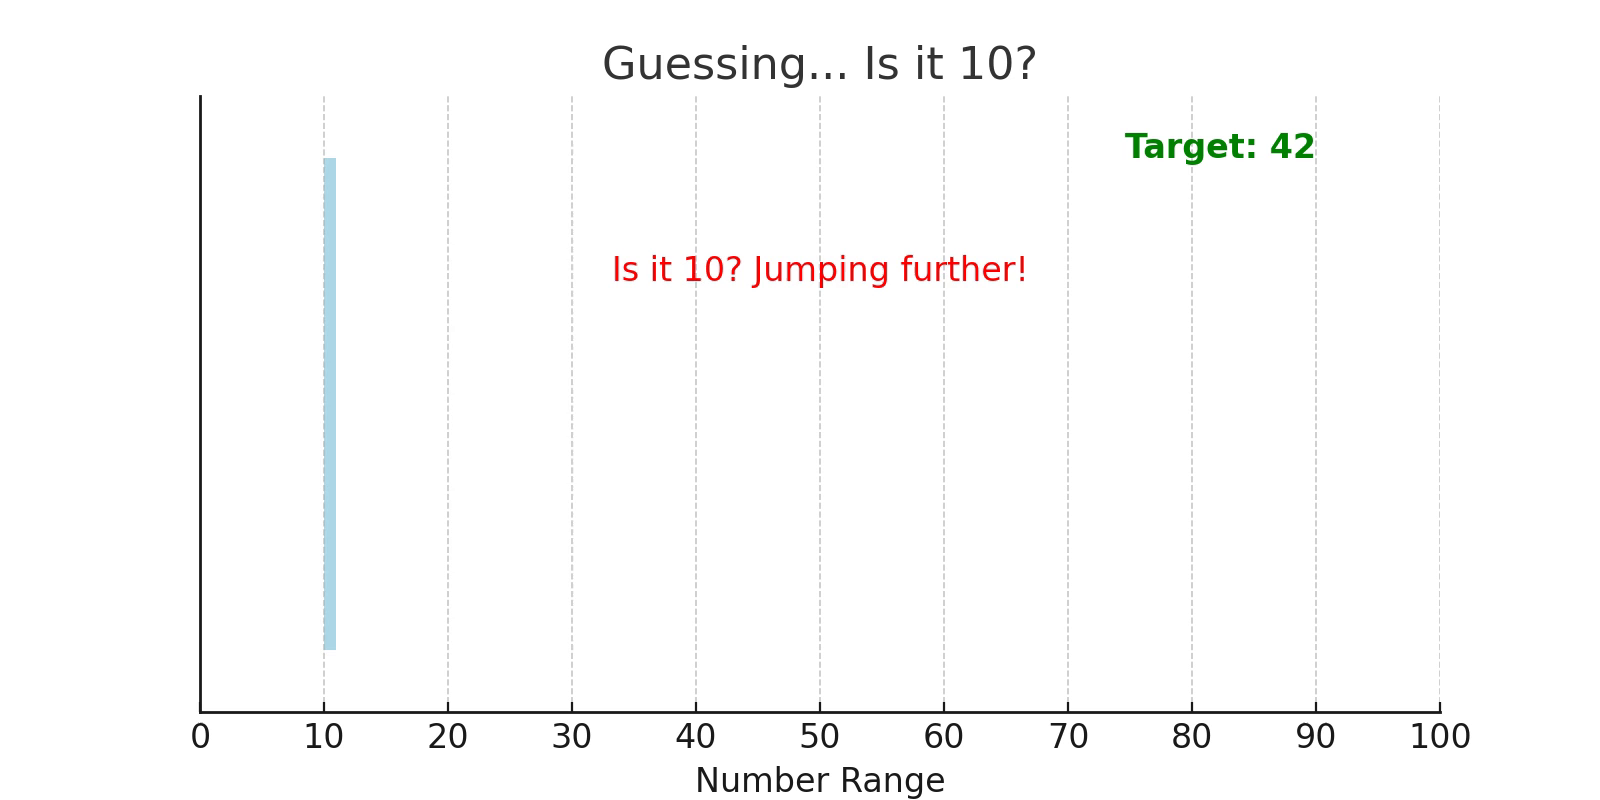 Guessing... Is it 10?
Target: 42
Is it 10? Jumping further!
0 10 20 30 40 50 60 70 80 90 100
Number Range